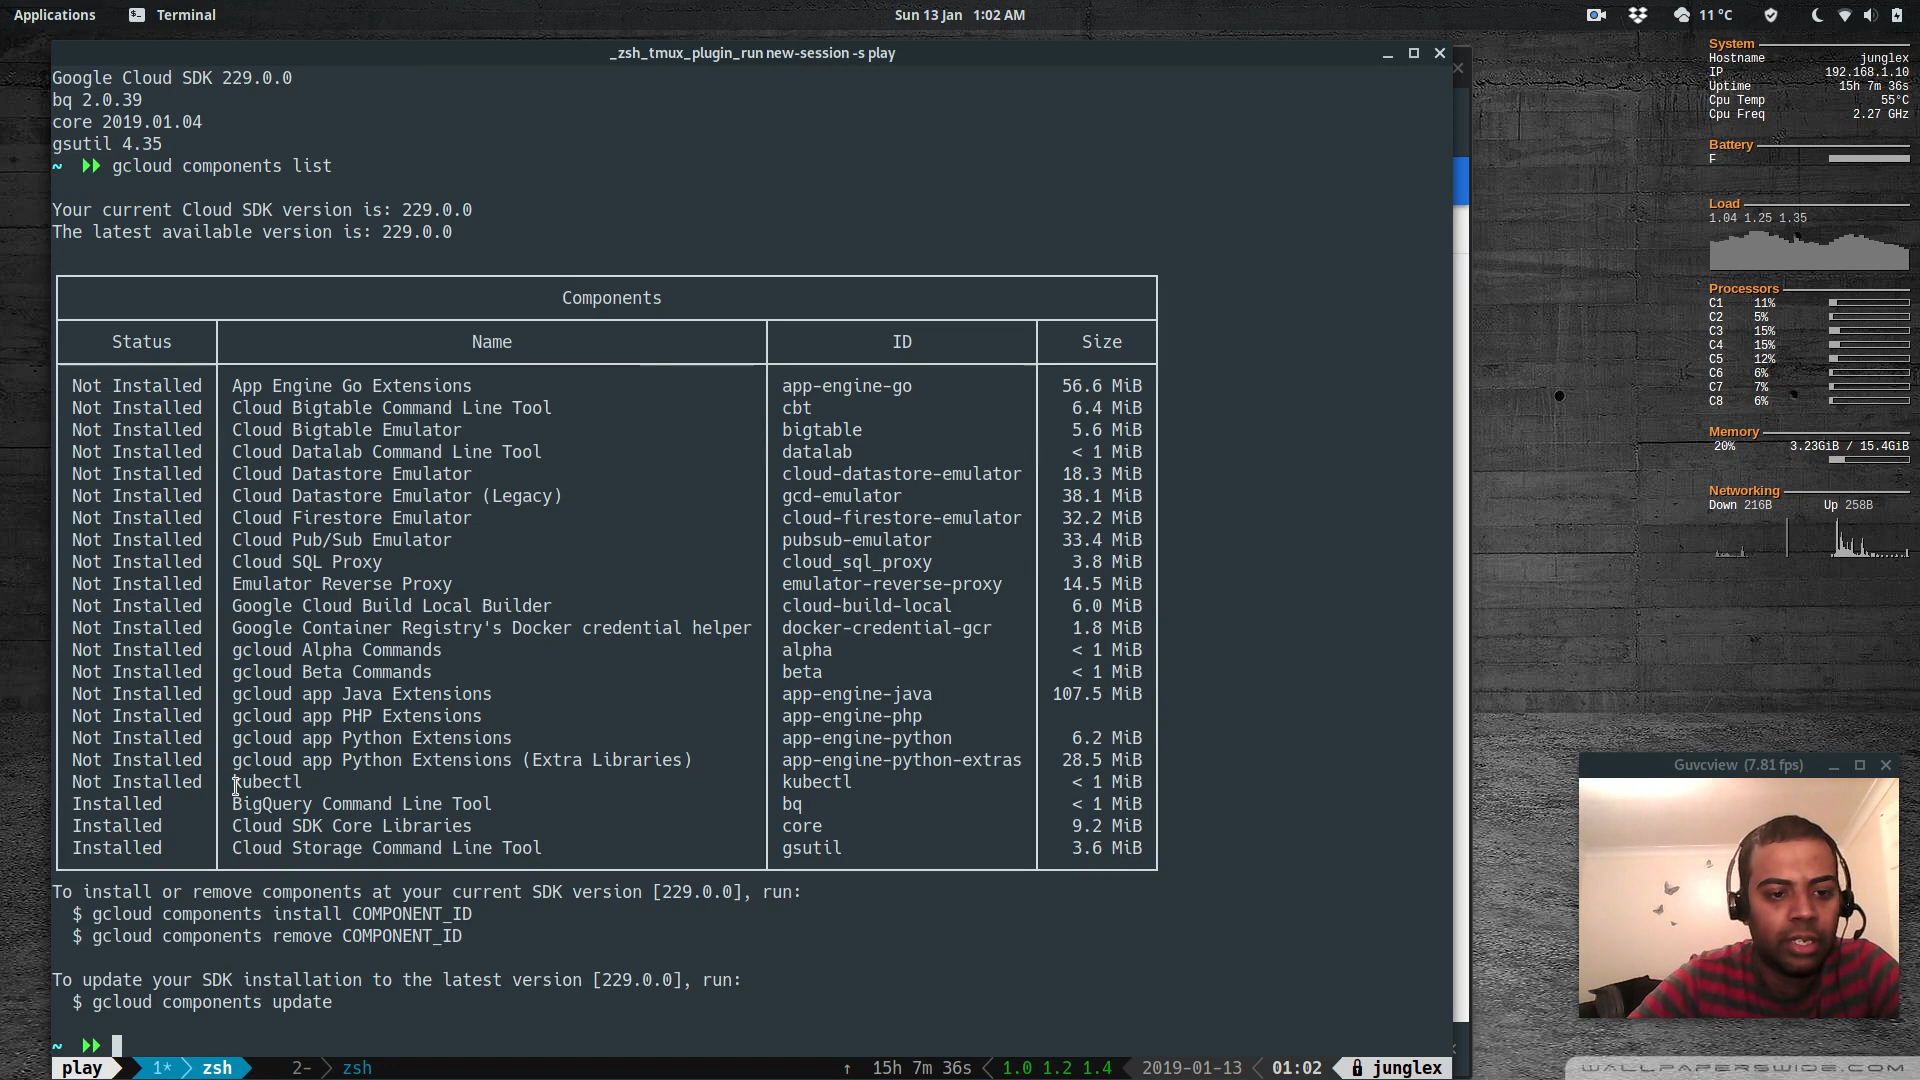 Applications Terminal Sun 13 Jan 1:02 AM 11 °C
_zsh_tmux_plugin_run new-session -s play
Google Cloud SDK 229.0.0
bq 2.0.39
core 2019.01.04
gsutil 4.35
~ gcloud components list
Your current Cloud SDK version is: 229.0.0
The latest available version is: 229.0.0
Components
Status Name ID Size
Not Installed App Engine Go Extensions app-engine-go 56.6 MiB
Not Installed Cloud Bigtable Command Line Tool cbt 6.4 MiB
Not Installed Cloud Bigtable Emulator bigtable 5.6 MiB
Not Installed Cloud Datalab Command Line Tool datalab < 1 MiB
Not Installed Cloud Datastore Emulator cloud-datastore-emulator 18.3 MiB
Not Installed Cloud Datastore Emulator (Legacy) gcd-emulator 38.1 MiB
Not Installed Cloud Firestore Emulator cloud-firestore-emulator 32.2 MiB
Not Installed Cloud Pub/Sub Emulator pubsub-emulator 33.4 MiB
Not Installed Cloud SQL Proxy cloud_sql_proxy 3.8 MiB
Not Installed Emulator Reverse Proxy emulator-reverse-proxy 14.5 MiB
Not Installed Google Cloud Build Local Builder cloud-build-local 6.0 MiB
Not Installed Google Container Registry's Docker credential helper docker-credential-gcr 1.8 MiB
Not Installed gcloud Alpha Commands alpha < 1 MiB
Not Installed gcloud Beta Commands beta < 1 MiB
Not Installed gcloud app Java Extensions app-engine-java 107.5 MiB
Not Installed gcloud app PHP Extensions app-engine-php
Not Installed gcloud app Python Extensions app-engine-python 6.2 MiB
Not Installed gcloud app Python Extensions (Extra Libraries) app-engine-python-extras 28.5 MiB
Not Installed kubectl kubectl < 1 MiB
Installed BigQuery Command Line Tool bq < 1 MiB
Installed Cloud SDK Core Libraries core 9.2 MiB
Installed Cloud Storage Command Line Tool gsutil 3.6 MiB
To install or remove components at your current SDK version [229.0.0], run:
$ gcloud components install COMPONENT_ID
$ gcloud components remove COMPONENT_ID
To update your SDK installation to the latest version [229.0.0], run:
$ gcloud components update
~
play 1* zsh 2- zsh ↑ 15h 7m 36s 1.0 1.2 1.4 2019-01-13 01:02 junglex
System
Hostname junglex
IP 192.168.1.10
Uptime 15h 7m 36s
Cpu Temp 55°C
Cpu Freq 2.27 GHz
Battery
F
Load
1.04 1.25 1.35
Processors
C1 11%
C2 5%
C3 15%
C4 15%
C5 12%
C6 6%
C7 7%
C8 6%
Memory
20% 3.23GiB / 15.4GiB
Networking
Down 216B Up 258B
Guvcview (7.81 fps)
WALLPAPERSWIDE.COM